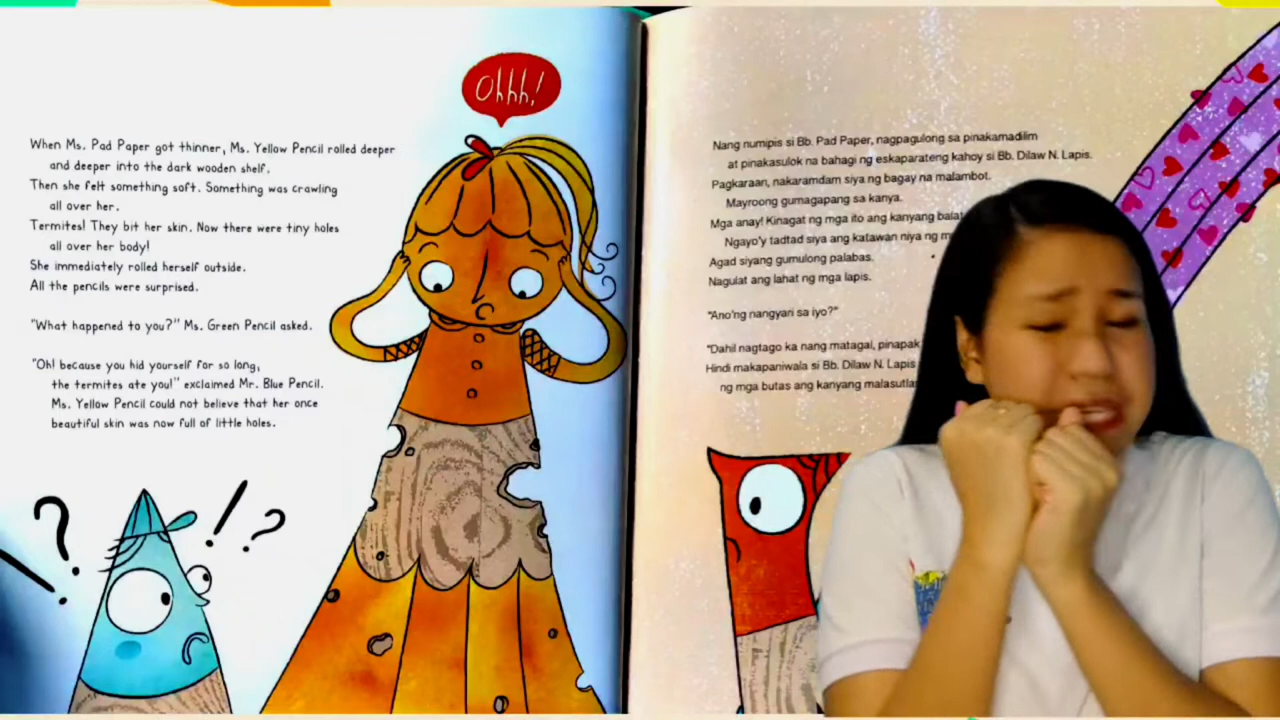 Ohhh!
When Ms. Pad Paper got thinner, Ms. Yellow Pencil rolled deeper
and deeper into the dark wooden shelf.
Then she felt something soft. Something was crawling
all over her.
Termites! They bit her skin. Now there were tiny holes
all over her body!
She immediately rolled herself outside.
All the pencils were surprised.
"What happened to you?" Ms. Green Pencil asked.
"Oh! because you hid yourself for so long,
the termites ate you!" exclaimed Mr. Blue Pencil.
Ms. Yellow Pencil could not believe that her once
beautiful skin was now full of little holes.
? ! ?
Nang numipis si Bb. Pad Paper, nagpagulong sa pinakamadilim
at pinakasulok na bahagi ng eskaparateng kahoy si Bb. Dilaw N. Lapis.
Pagkaraan, nakaramdam siya ng bagay na malambot.
Mayroong gumagapang sa kanya.
Mga anay! Kinagat ng mga ito ang kanyang
Ngayo'y tadtad siya ang katawan niya ng
Agad siyang gumulong palabas.
Nagulat ang lahat ng mga lapis.
"Ano'ng nangyari sa iyo?"
"Dahil nagtago ka nang matagal,
Hindi makapaniwala si Bb. Dilaw N. Lapis
ng mga butas ang kanyang